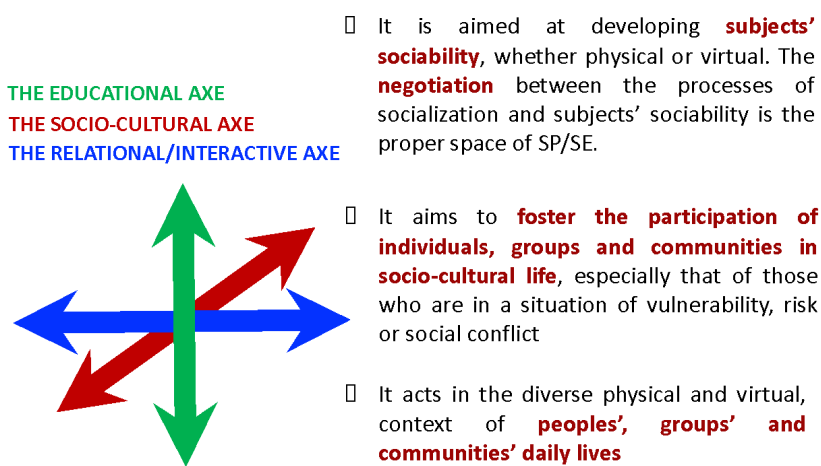 THE EDUCATIONAL AXE
THE SOCIO-CULTURAL AXE
THE RELATIONAL/INTERACTIVE AXE
It is aimed at developing subjects’
sociability, whether physical or virtual. The
negotiation between the processes of
socialization and subjects’ sociability is the
proper space of SP/SE.
It aims to foster the participation of
individuals, groups and communities in
socio-cultural life, especially that of those
who are in a situation of vulnerability, risk
or social conflict
It acts in the diverse physical and virtual,
context of peoples’, groups’ and
communities’ daily lives